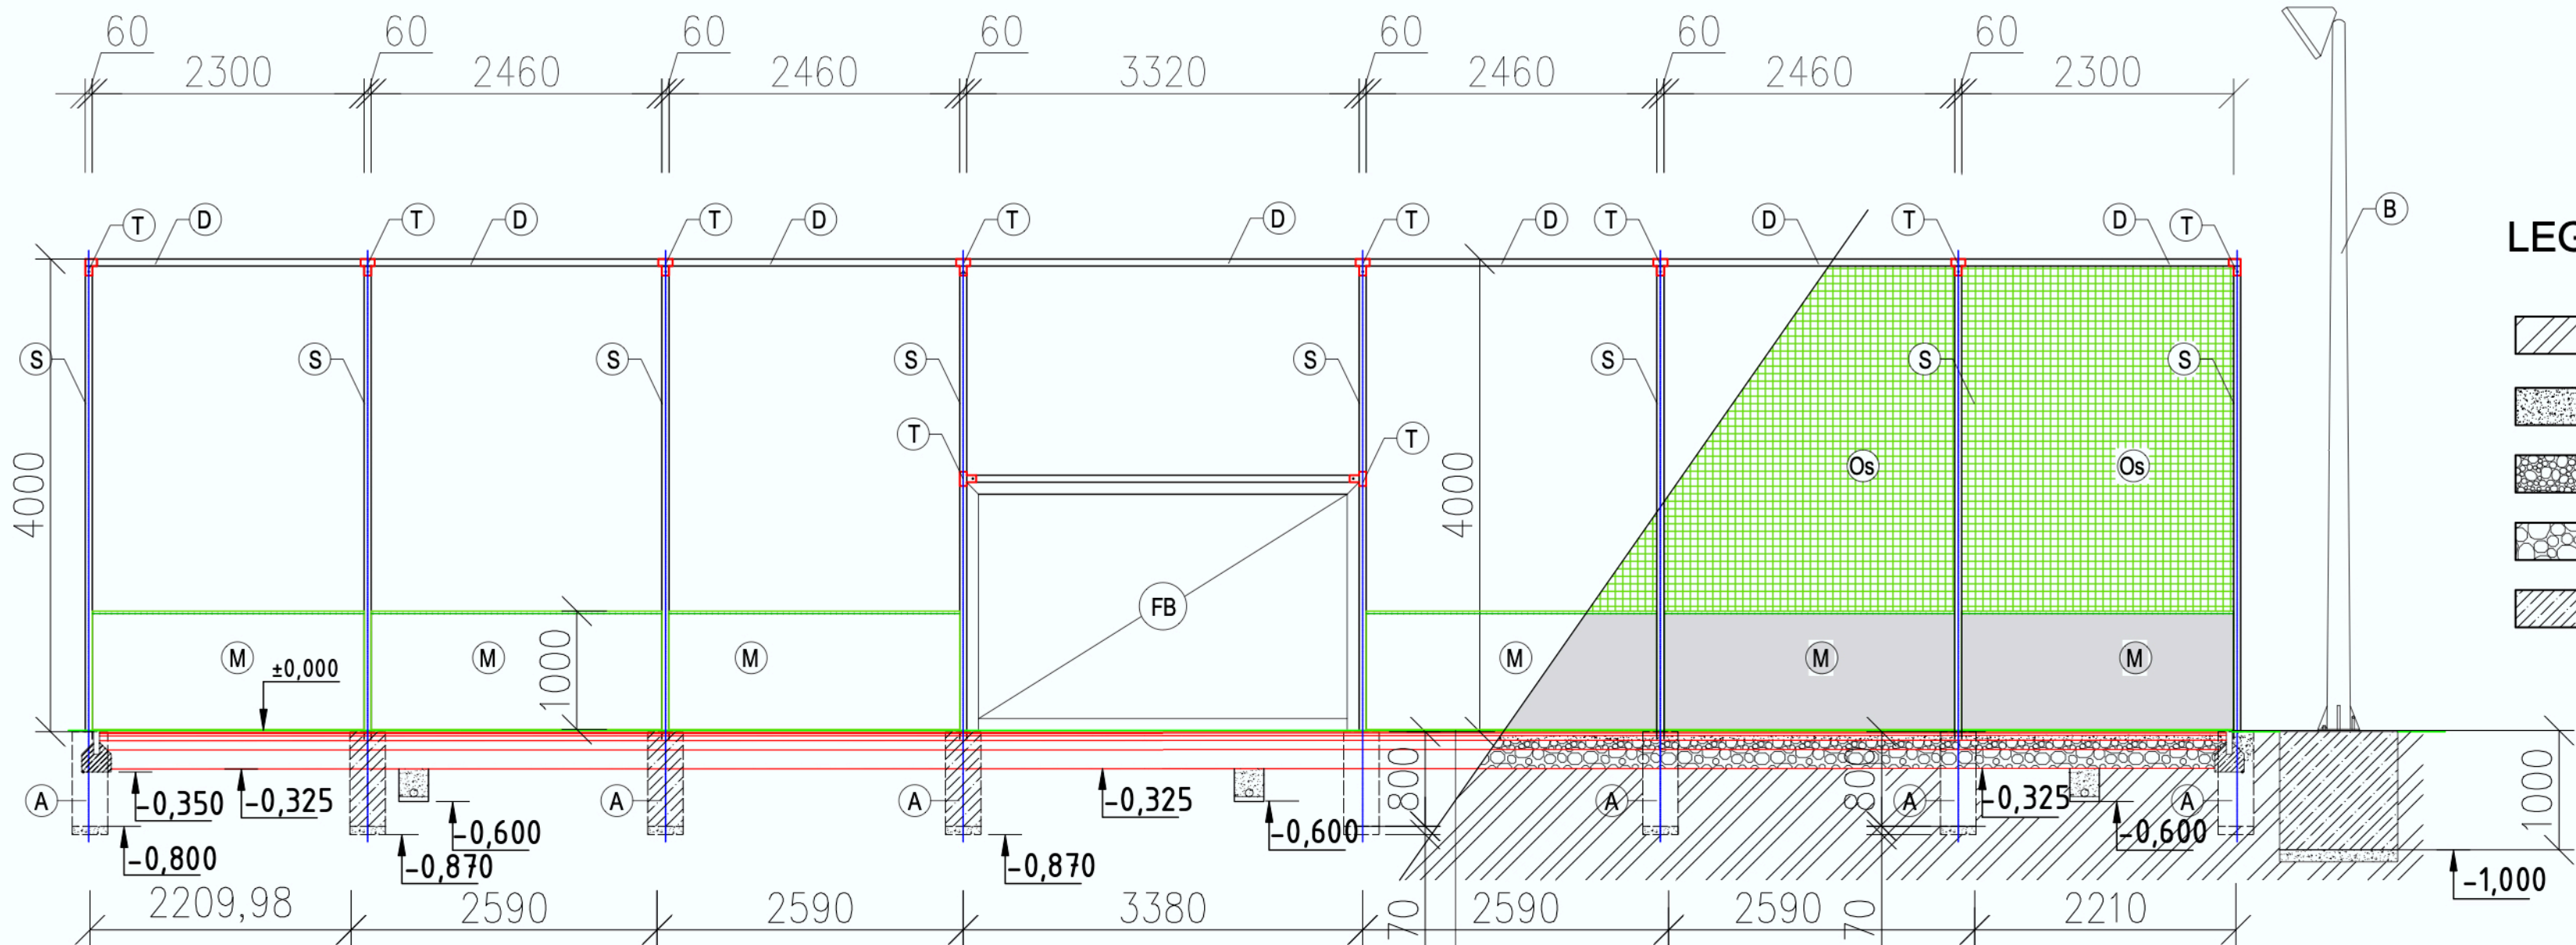 60 60 60 60 60 60 60
2300 2460 2460 3320 2460 2460 2300
T D T D T D T D T D T D T D T B
LEG
S S S S S S S S
T T
4000 4000
Os Os
FB
M M M M M M
±0,000
1000
A A A A A A
-0,350 -0,325 -0,325 -0,325
800 800
-0,600 -0,600 -0,600
-0,800 -0,870 -0,870
1000
-1,000
2209,98 2590 2590 3380 2590 2590 2210
70 70